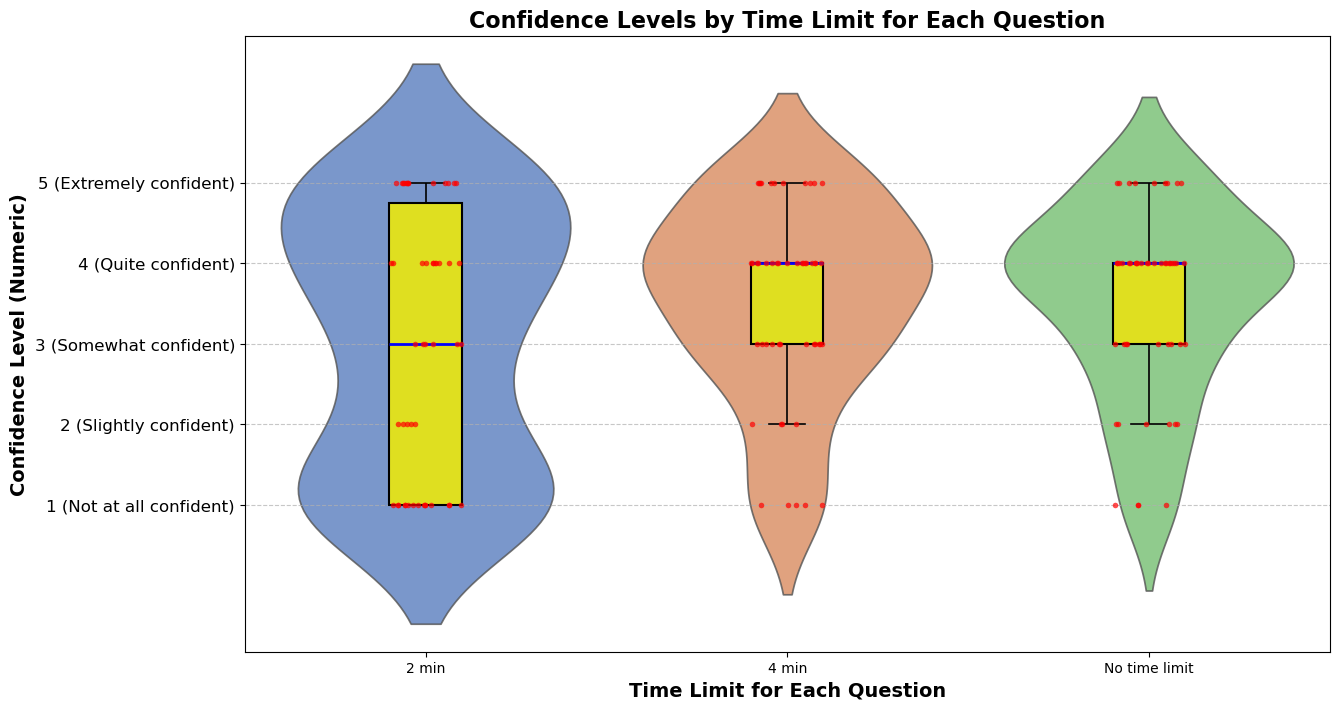 Confidence Levels by Time Limit for Each Question
Confidence Level (Numeric)
5 (Extremely confident)
4 (Quite confident)
3 (Somewhat confident)
2 (Slightly confident)
1 (Not at all confident)
2 min
4 min
No time limit
Time Limit for Each Question